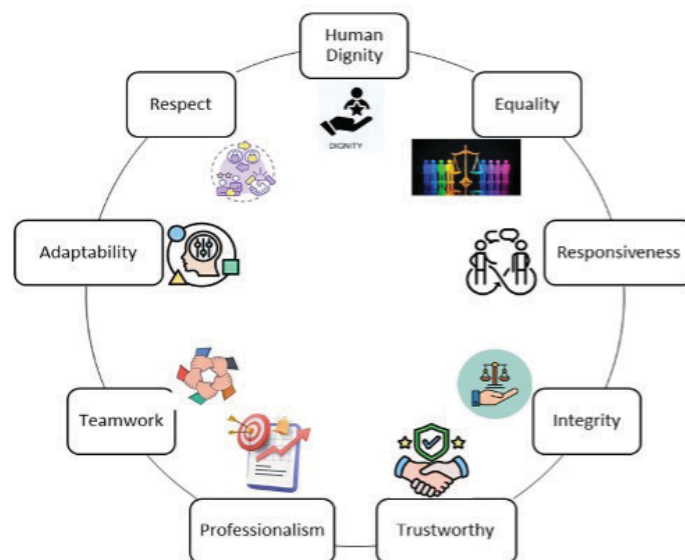 Human
Dignity
Respect
Equality
DIGNITY
Adaptability
Responsiveness
Teamwork
Integrity
Professionalism
Trustworthy